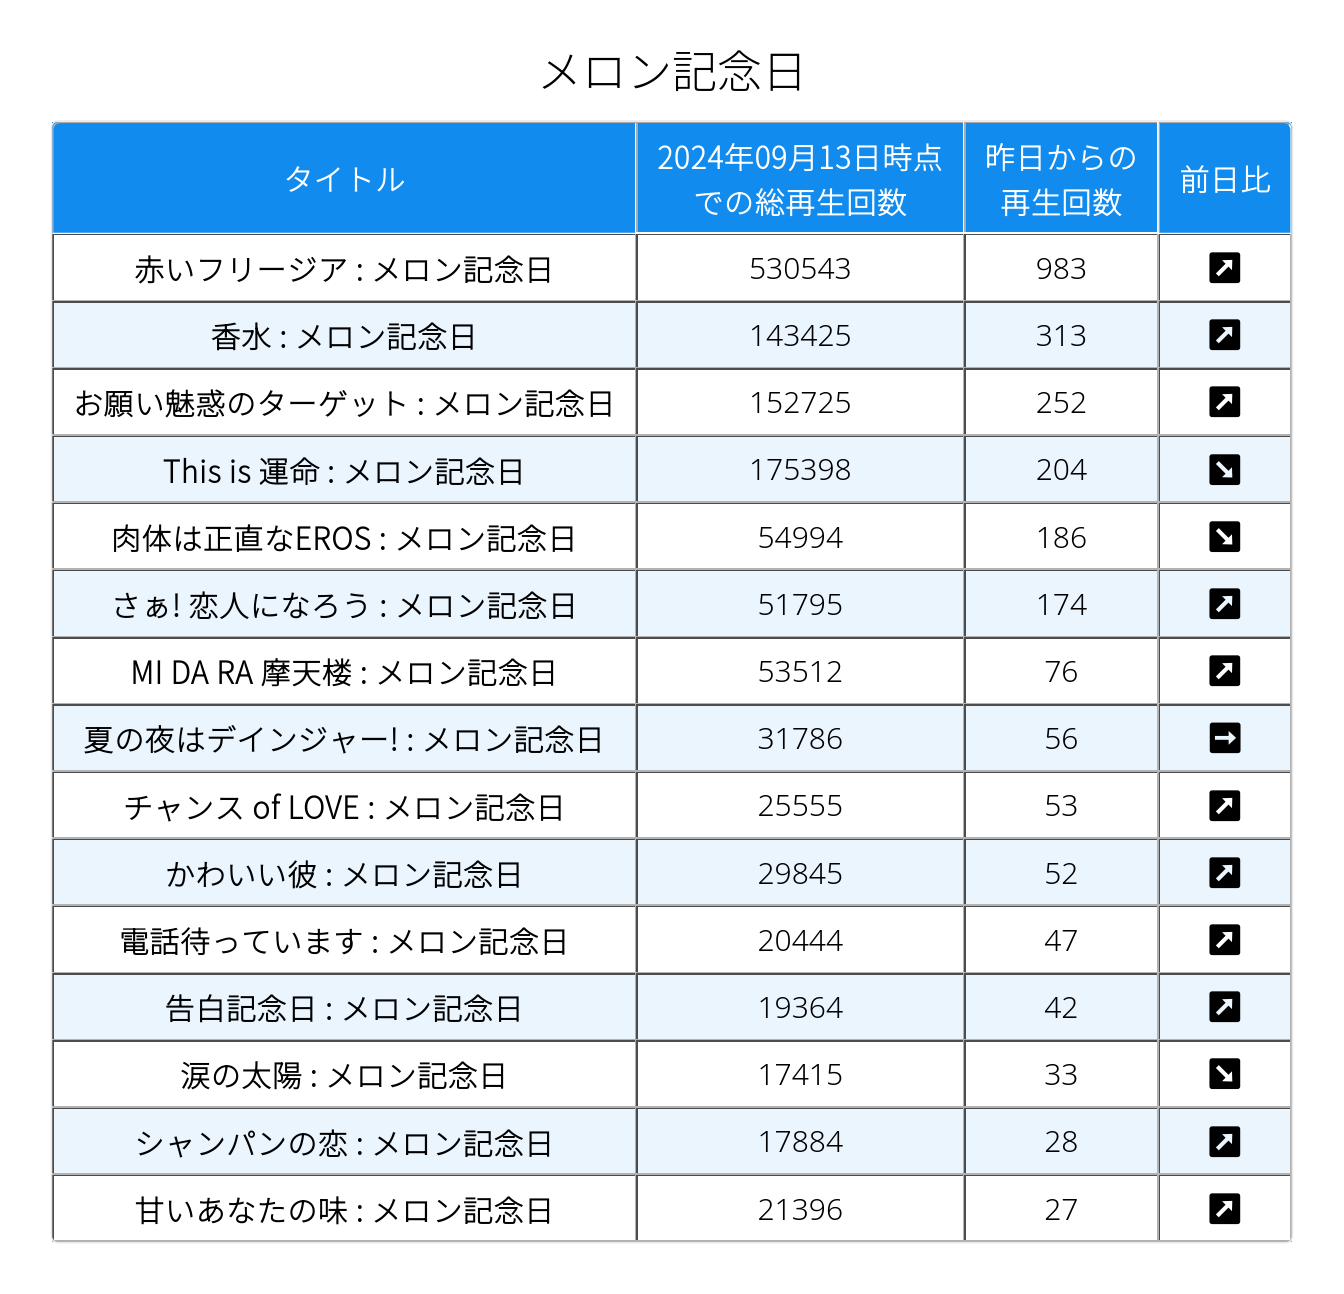 メロン記念日
タイトル 2024年09月13日時点での総再生回数 昨日からの再生回数 前日比
赤いフリージア : メロン記念日 530543 983 ↗
香水 : メロン記念日 143425 313 ↗
お願い魅惑のターゲット : メロン記念日 152725 252 ↗
This is 運命 : メロン記念日 175398 204 ↘
肉体は正直なEROS : メロン記念日 54994 186 ↘
さぁ! 恋人になろう : メロン記念日 51795 174 ↗
MI DA RA 摩天楼 : メロン記念日 53512 76 ↗
夏の夜はデインジャー! : メロン記念日 31786 56 →
チャンス of LOVE : メロン記念日 25555 53 ↗
かわいい彼 : メロン記念日 29845 52 ↗
電話待っています : メロン記念日 20444 47 ↗
告白記念日 : メロン記念日 19364 42 ↗
涙の太陽 : メロン記念日 17415 33 ↘
シャンパンの恋 : メロン記念日 17884 28 ↗
甘いあなたの味 : メロン記念日 21396 27 ↗